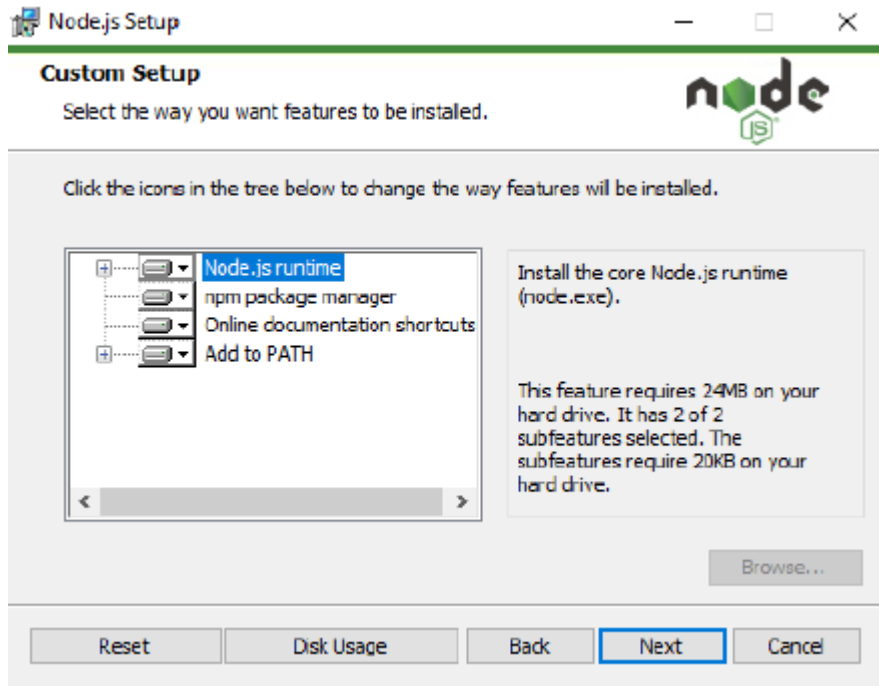 Node.js Setup
Custom Setup
Select the way you want features to be installed.
node
JS
Click the icons in the tree below to change the way features will be installed.
Node.js runtime
npm package manager
Online documentation shortcuts
Add to PATH
Install the core Node.js runtime
(node.exe).
This feature requires 24MB on your
hard drive. It has 2 of 2
subfeatures selected. The
subfeatures require 20KB on your
hard drive.
Browse...
Reset
Disk Usage
Back
Next
Cancel